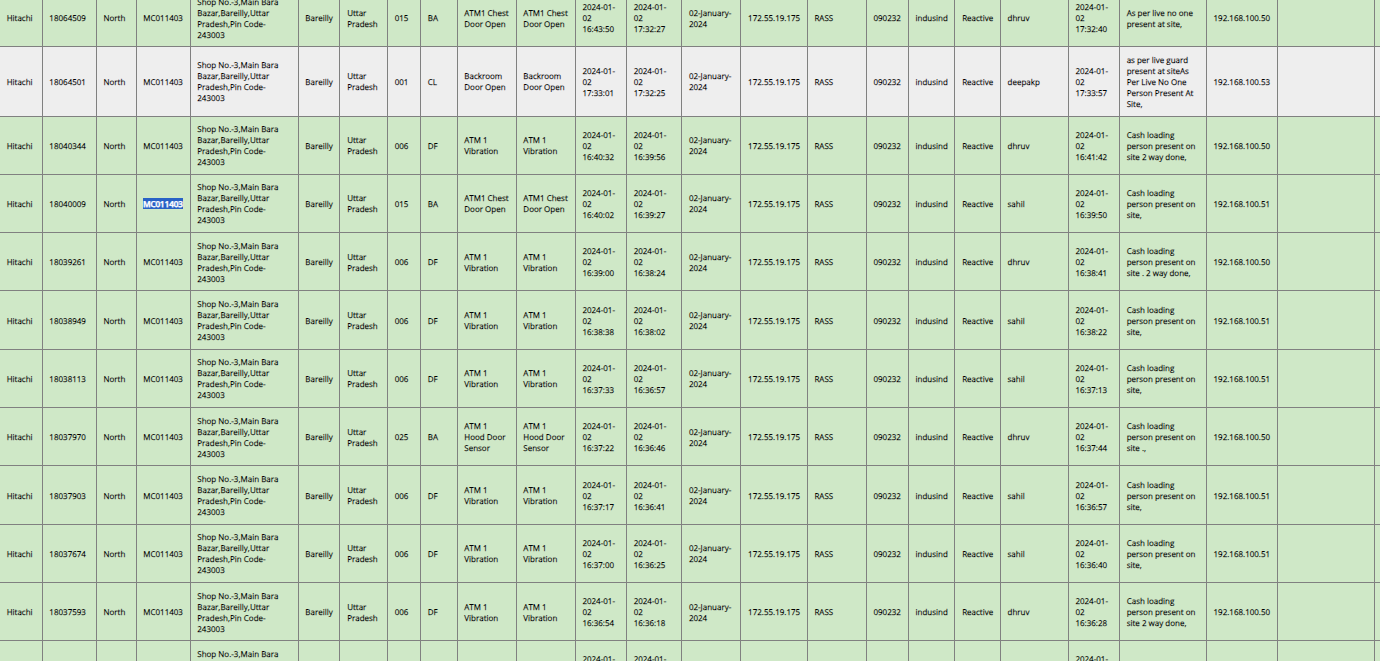 Hitachi 18064509 North MC011403 Shop No.-3,Main Bara Bazar,Bareilly,Uttar Pradesh,Pin Code-243003 Bareilly Uttar Pradesh 015 BA ATM1 Chest Door Open ATM1 Chest Door Open 2024-01-02 16:43:50 2024-01-02 17:32:27 02-January-2024 172.55.19.175 RASS 090232 indusind Reactive dhruv 2024-01-02 17:32:40 As per live no one present at site, 192.168.100.50
Hitachi 18064501 North MC011403 Shop No.-3,Main Bara Bazar,Bareilly,Uttar Pradesh,Pin Code-243003 Bareilly Uttar Pradesh 001 CL Backroom Door Open Backroom Door Open 2024-01-02 17:33:01 2024-01-02 17:32:25 02-January-2024 172.55.19.175 RASS 090232 indusind Reactive deepakp 2024-01-02 17:33:57 as per live guard present at siteAs Per Live No One Person Present At Site, 192.168.100.53
Hitachi 18040344 North MC011403 Shop No.-3,Main Bara Bazar,Bareilly,Uttar Pradesh,Pin Code-243003 Bareilly Uttar Pradesh 006 DF ATM 1 Vibration ATM 1 Vibration 2024-01-02 16:40:32 2024-01-02 16:39:56 02-January-2024 172.55.19.175 RASS 090232 indusind Reactive dhruv 2024-01-02 16:41:42 Cash loading person present on site 2 way done, 192.168.100.50
Hitachi 18040009 North MC011403 Shop No.-3,Main Bara Bazar,Bareilly,Uttar Pradesh,Pin Code-243003 Bareilly Uttar Pradesh 015 BA ATM1 Chest Door Open ATM1 Chest Door Open 2024-01-02 16:40:02 2024-01-02 16:39:27 02-January-2024 172.55.19.175 RASS 090232 indusind Reactive sahil 2024-01-02 16:39:50 Cash loading person present on site, 192.168.100.51
Hitachi 18039261 North MC011403 Shop No.-3,Main Bara Bazar,Bareilly,Uttar Pradesh,Pin Code-243003 Bareilly Uttar Pradesh 006 DF ATM 1 Vibration ATM 1 Vibration 2024-01-02 16:39:00 2024-01-02 16:38:24 02-January-2024 172.55.19.175 RASS 090232 indusind Reactive dhruv 2024-01-02 16:38:41 Cash loading person present on site . 2 way done, 192.168.100.50
Hitachi 18038949 North MC011403 Shop No.-3,Main Bara Bazar,Bareilly,Uttar Pradesh,Pin Code-243003 Bareilly Uttar Pradesh 006 DF ATM 1 Vibration ATM 1 Vibration 2024-01-02 16:38:38 2024-01-02 16:38:02 02-January-2024 172.55.19.175 RASS 090232 indusind Reactive sahil 2024-01-02 16:38:22 Cash loading person present on site, 192.168.100.51
Hitachi 18038113 North MC011403 Shop No.-3,Main Bara Bazar,Bareilly,Uttar Pradesh,Pin Code-243003 Bareilly Uttar Pradesh 006 DF ATM 1 Vibration ATM 1 Vibration 2024-01-02 16:37:33 2024-01-02 16:36:57 02-January-2024 172.55.19.175 RASS 090232 indusind Reactive sahil 2024-01-02 16:37:13 Cash loading person present on site, 192.168.100.51
Hitachi 18037970 North MC011403 Shop No.-3,Main Bara Bazar,Bareilly,Uttar Pradesh,Pin Code-243003 Bareilly Uttar Pradesh 025 BA ATM 1 Hood Door Sensor ATM 1 Hood Door Sensor 2024-01-02 16:37:22 2024-01-02 16:36:46 02-January-2024 172.55.19.175 RASS 090232 indusind Reactive dhruv 2024-01-02 16:37:44 Cash loading person present on site ., 192.168.100.50
Hitachi 18037903 North MC011403 Shop No.-3,Main Bara Bazar,Bareilly,Uttar Pradesh,Pin Code-243003 Bareilly Uttar Pradesh 006 DF ATM 1 Vibration ATM 1 Vibration 2024-01-02 16:37:17 2024-01-02 16:36:41 02-January-2024 172.55.19.175 RASS 090232 indusind Reactive sahil 2024-01-02 16:36:57 Cash loading person present on site, 192.168.100.51
Hitachi 18037674 North MC011403 Shop No.-3,Main Bara Bazar,Bareilly,Uttar Pradesh,Pin Code-243003 Bareilly Uttar Pradesh 006 DF ATM 1 Vibration ATM 1 Vibration 2024-01-02 16:37:00 2024-01-02 16:36:25 02-January-2024 172.55.19.175 RASS 090232 indusind Reactive sahil 2024-01-02 16:36:40 Cash loading person present on site, 192.168.100.51
Hitachi 18037593 North MC011403 Shop No.-3,Main Bara Bazar,Bareilly,Uttar Pradesh,Pin Code-243003 Bareilly Uttar Pradesh 006 DF ATM 1 Vibration ATM 1 Vibration 2024-01-02 16:36:54 2024-01-02 16:36:18 02-January-2024 172.55.19.175 RASS 090232 indusind Reactive dhruv 2024-01-02 16:36:28 Cash loading person present on site 2 way done, 192.168.100.50
Shop No.-3,Main Bara 2024-01- 2024-01- 2024-01-